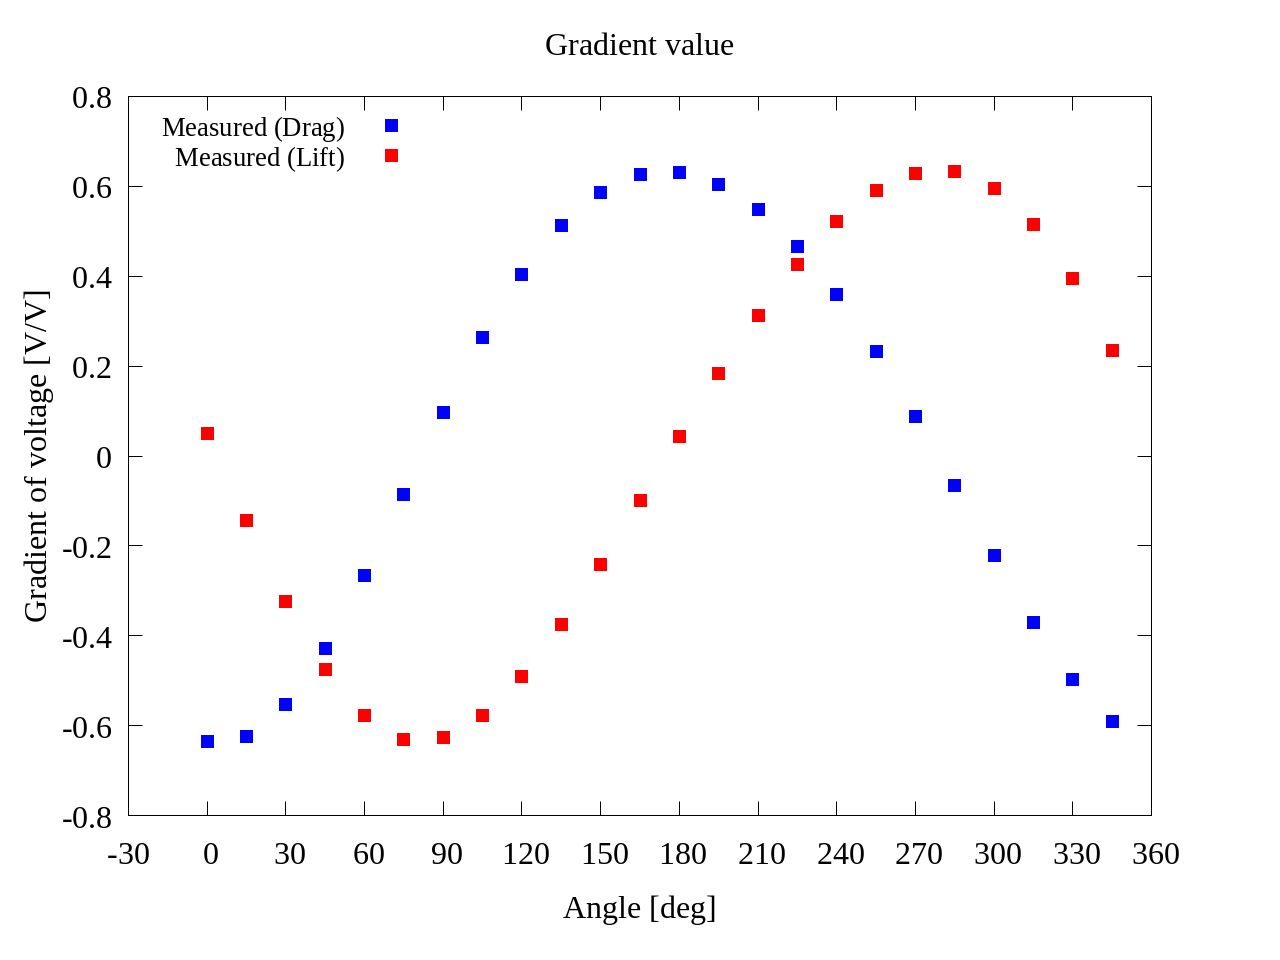 Gradient value
Measured (Drag)
Measured (Lift)
Gradient of voltage [V/V]
0.8
0.6
0.4
0.2
0
-0.2
-0.4
-0.6
-0.8
-30 0 30 60 90 120 150 180 210 240 270 300 330 360
Angle [deg]